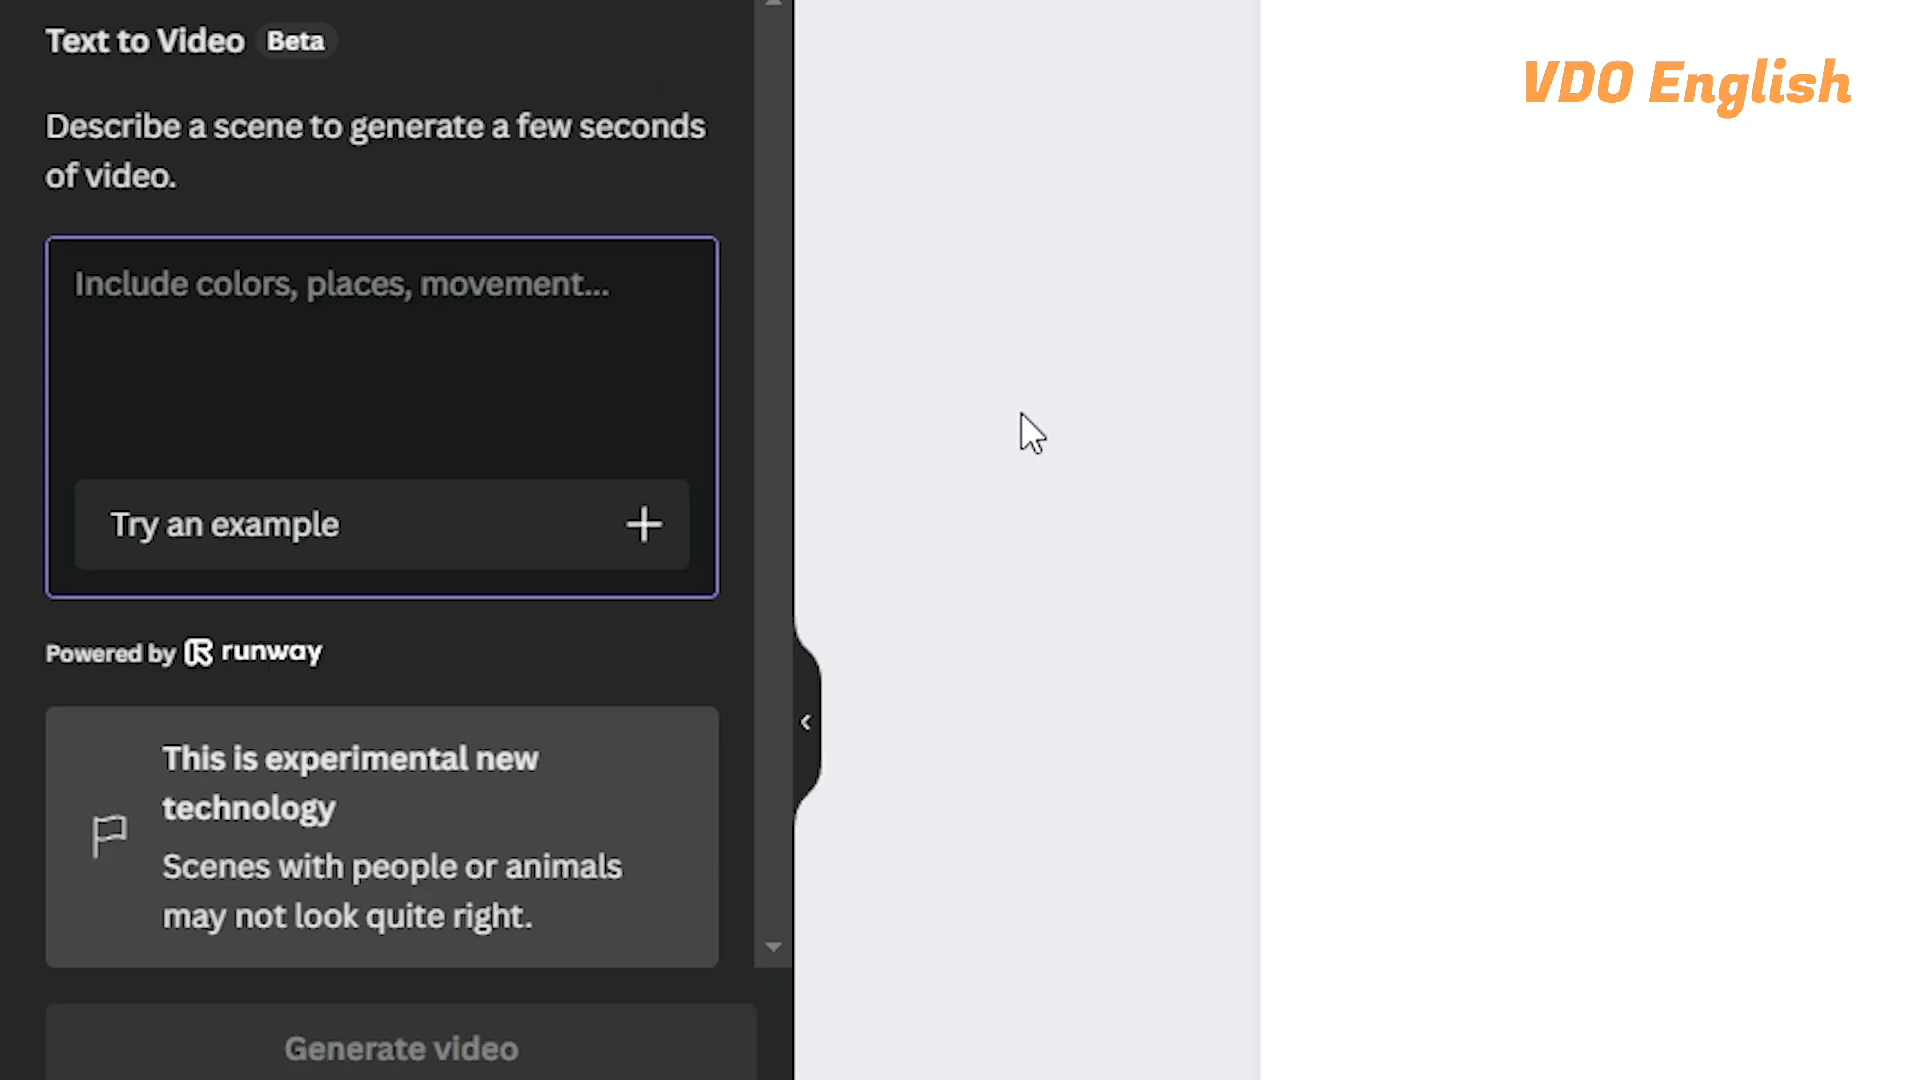 Text to Video Beta
VDO English
Describe a scene to generate a few seconds
of video.
Include colors, places, movement...
Try an example
Powered by runway
This is experimental new
technology
Scenes with people or animals
may not look quite right.
Generate video